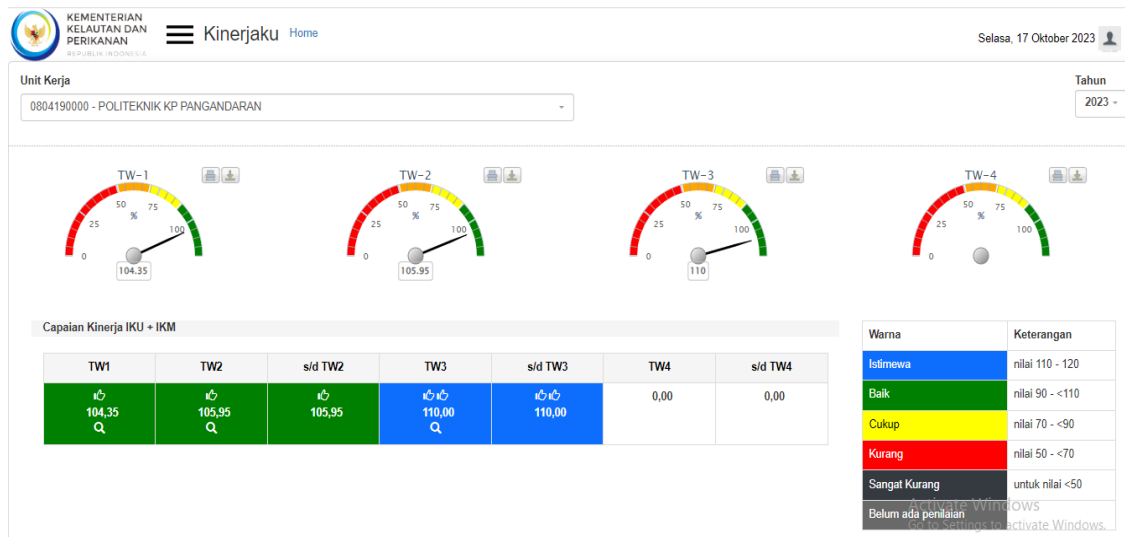 KEMENTERIAN
KELAUTAN DAN
PERIKANAN
REPUBLIK INDONESIA
Kinerjaku Home
Selasa, 17 Oktober 2023
Unit Kerja
Tahun
0804190000 - POLITEKNIK KP PANGANDARAN
2023
TW-1
0 25 50 75 100
%
104.35
TW-2
0 25 50 75 100
%
105.95
TW-3
0 25 50 75 100
%
110
TW-4
0 25 50 75 100
%
Capaian Kinerja IKU + IKM
TW1 TW2 s/d TW2 TW3 s/d TW3 TW4 s/d TW4
104,35 105,95 105,95 110,00 110,00 0,00 0,00
Warna Keterangan
Istimewa nilai 110 - 120
Baik nilai 90 - <110
Cukup nilai 70 - <90
Kurang nilai 50 - <70
Sangat Kurang untuk nilai <50
Belum ada penilaian
Activate Windows
Go to Settings to activate Windows.